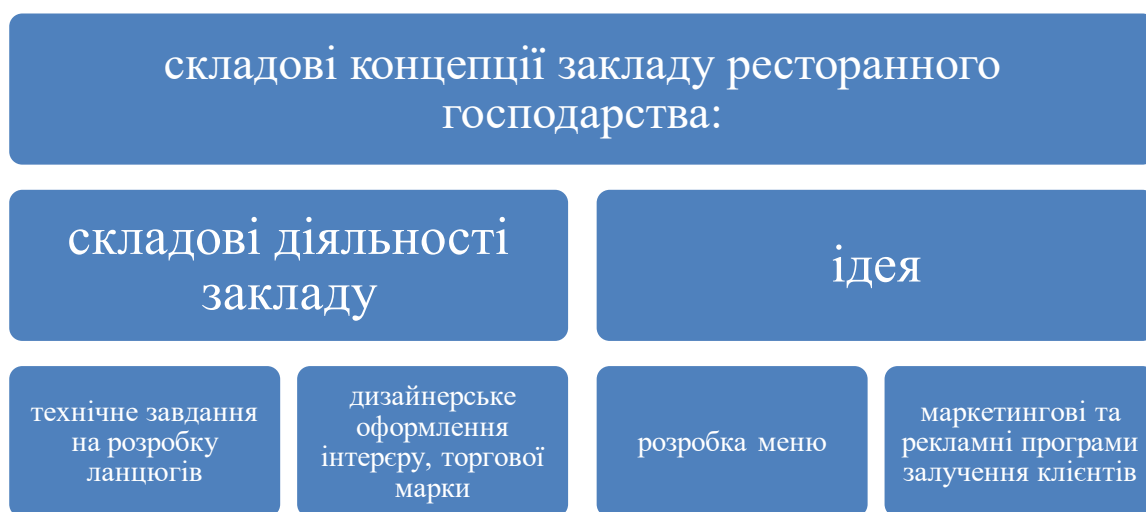 складові концепції закладу ресторанного
господарства:
складові діяльності
закладу
ідея
технічне завдання
на розробку
ланцюгів
дизайнерське
оформлення
інтерєру, торгової
марки
розробка меню
маркетингові та
рекламні програми
залучення клієнтів